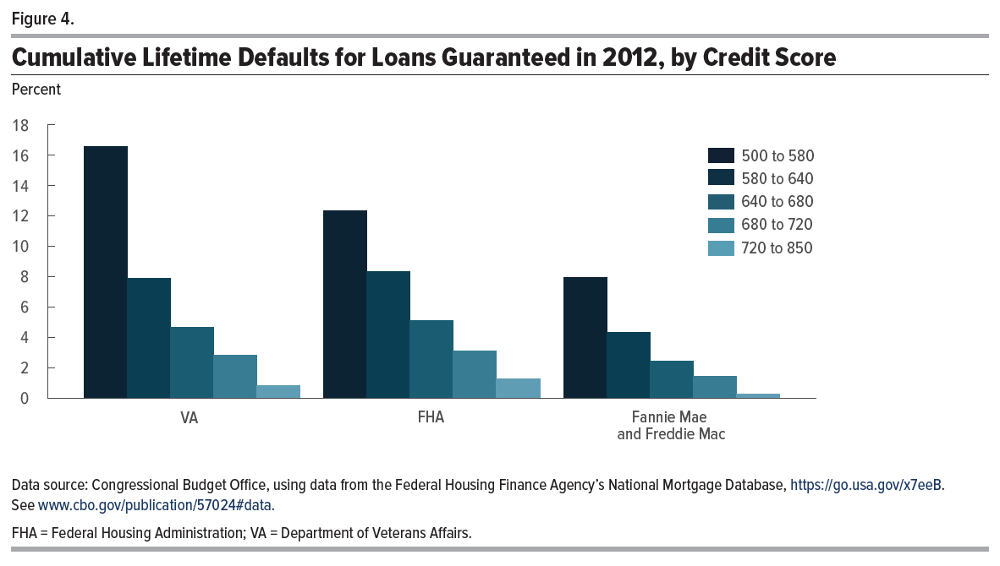 Figure 4.
Cumulative Lifetime Defaults for Loans Guaranteed in 2012, by Credit Score
Percent
18
16
14
12
10
8
6
4
2
0
500 to 580
580 to 640
640 to 680
680 to 720
720 to 850
VA
FHA
Fannie Mae
and Freddie Mac
Data source: Congressional Budget Office, using data from the Federal Housing Finance Agency’s National Mortgage Database, https://go.usa.gov/x7eeB.
See www.cbo.gov/publication/57024#data.
FHA = Federal Housing Administration; VA = Department of Veterans Affairs.